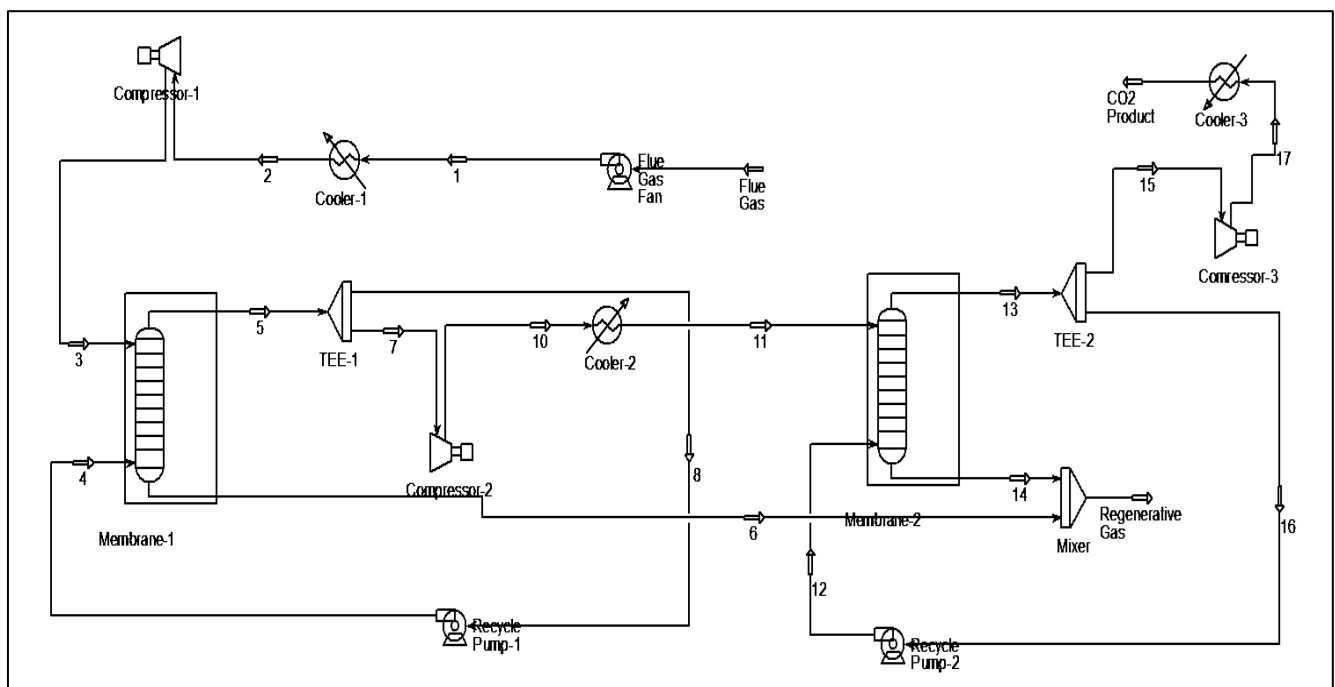 Compressor-1
CO2
Product
Cooler-3
17
2
Cooler-1
1
Flue
Gas
Fan
Flue
Gas
15
Comressor-3
3
5
TEE-1
7
10
Cooler-2
11
13
TEE-2
4
Compressor-2
8
14
Membrane-1
6
Membrane-2
Mixer
Regenerative
Gas
16
12
Recycle
Pump-1
Recycle
Pump-2